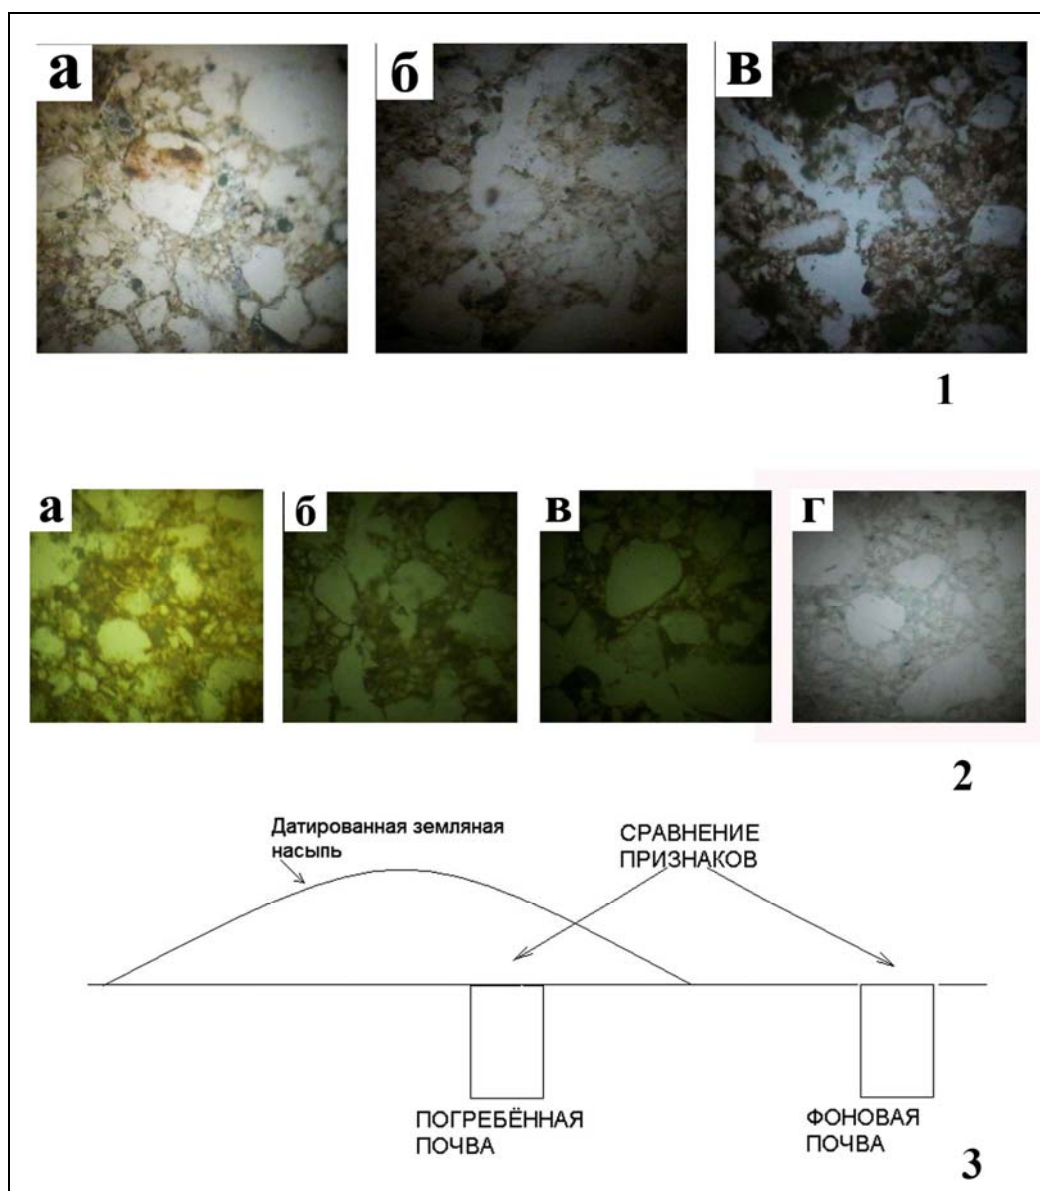 а
б
в
1
а
б
в
г
2
Датированная земляная
насыпь
СРАВНЕНИЕ
ПРИЗНАКОВ
ПОГРЕБЁННАЯ
ПОЧВА
ФОНОВАЯ
ПОЧВА
3